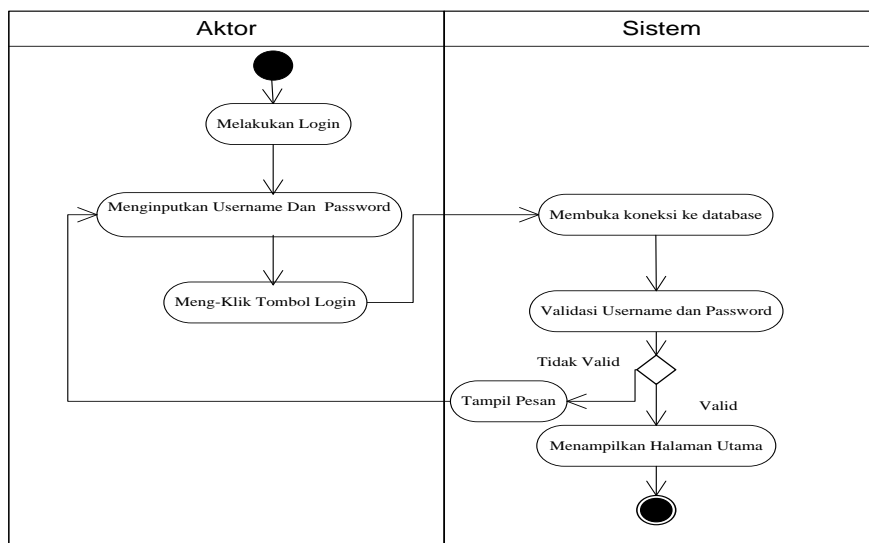 Aktor
Sistem
Melakukan Login
Menginputkan Username Dan Password
Membuka koneksi ke database
Meng-Klik Tombol Login
Validasi Username dan Password
Tidak Valid
Tampil Pesan
Valid
Menampilkan Halaman Utama